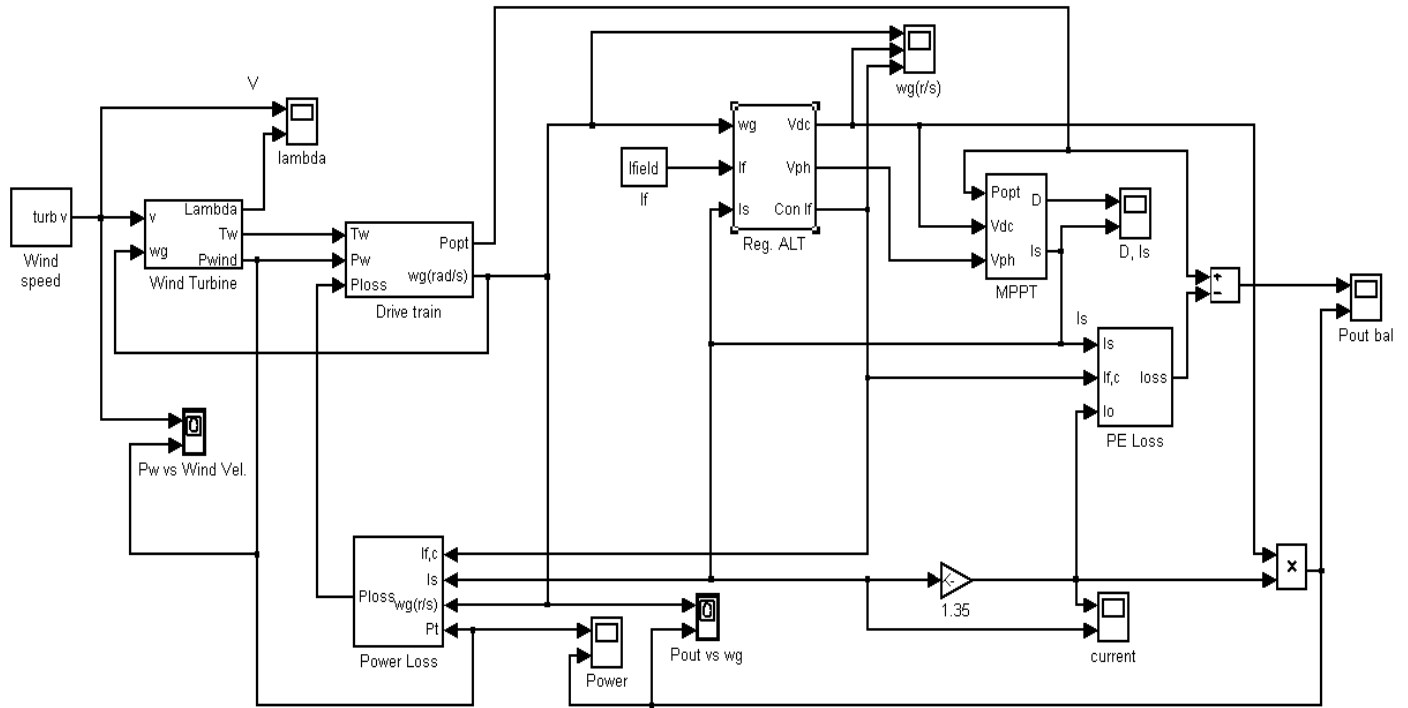 V
lambda
turb v
Wind
speed
v
wg
Lambda
Tw
Pwind
Wind Turbine
Tw
Pw
Ploss
Popt
wg(rad/s)
Drive train
Pw vs Wind Vel.
Ifield
If
wg
If
Is
Vdc
Vph
Con If
Reg. ALT
wg(r/s)
Popt
Vdc
Vph
D
Is
MPPT
D, Is
Is
Is
If,c
Io
loss
PE Loss
+
−
Pout bal
If,c
Is
wg(r/s)
Pt
Ploss
Power Loss
Power
Pout vs wg
<-
1.35
current
x